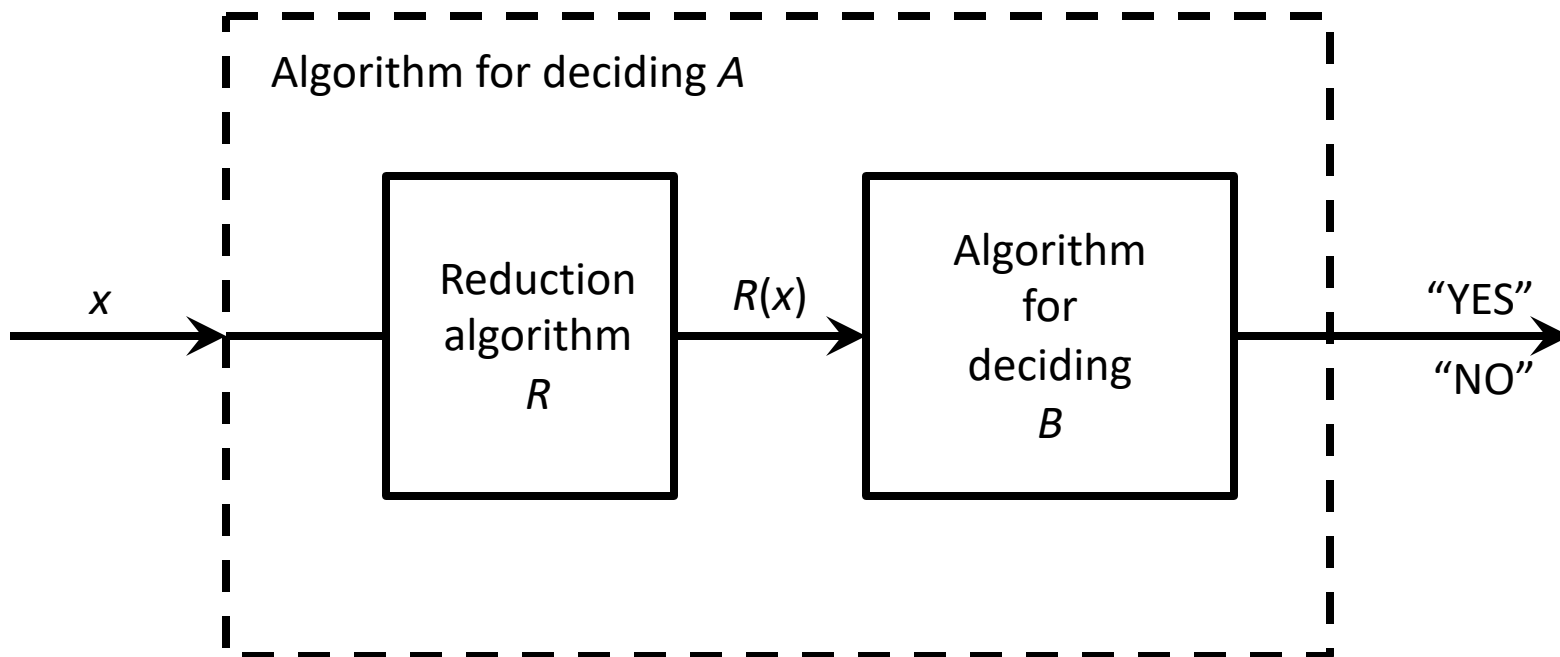 Algorithm for deciding A
x
Reduction
algorithm
R
R(x)
Algorithm
for
deciding
B
“YES”
“NO”